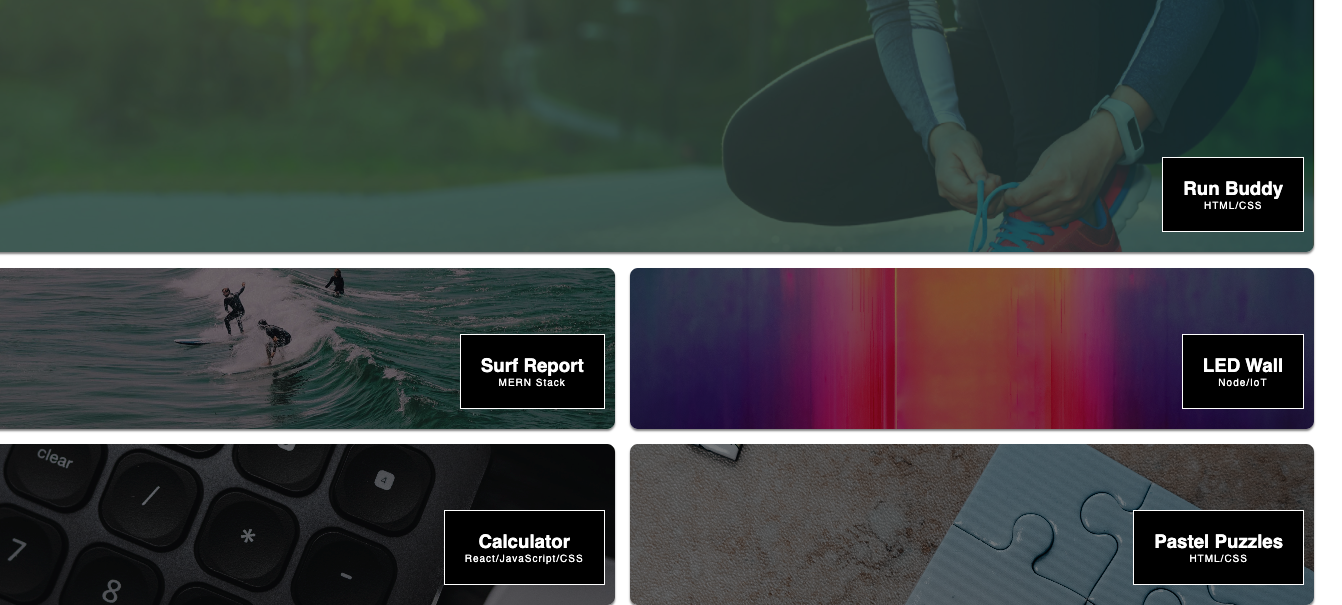 Run Buddy
HTML/CSS
Surf Report
MERN Stack
LED Wall
Node/IoT
clear
/
4
*
7
8
-
Calculator
React/JavaScript/CSS
Pastel Puzzles
HTML/CSS